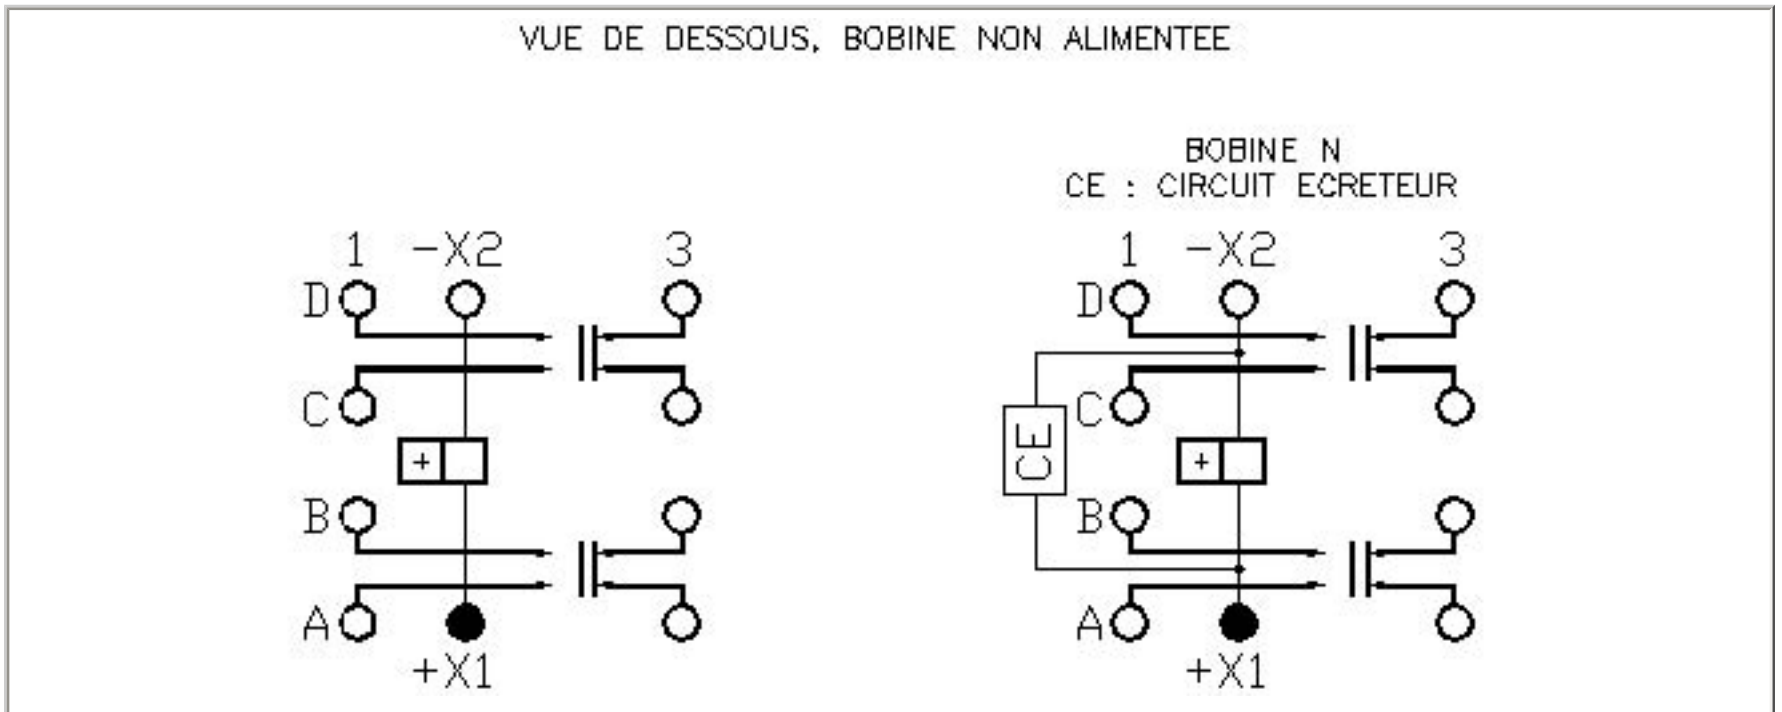 VUE DE DESSOUS, BOBINE NON ALIMENTEE
BOBINE N
CE : CIRCUIT ECRETEUR
1 -X2 3
D
C
+
B
A
+X1
1 -X2 3
D
C
CE
+
B
A
+X1